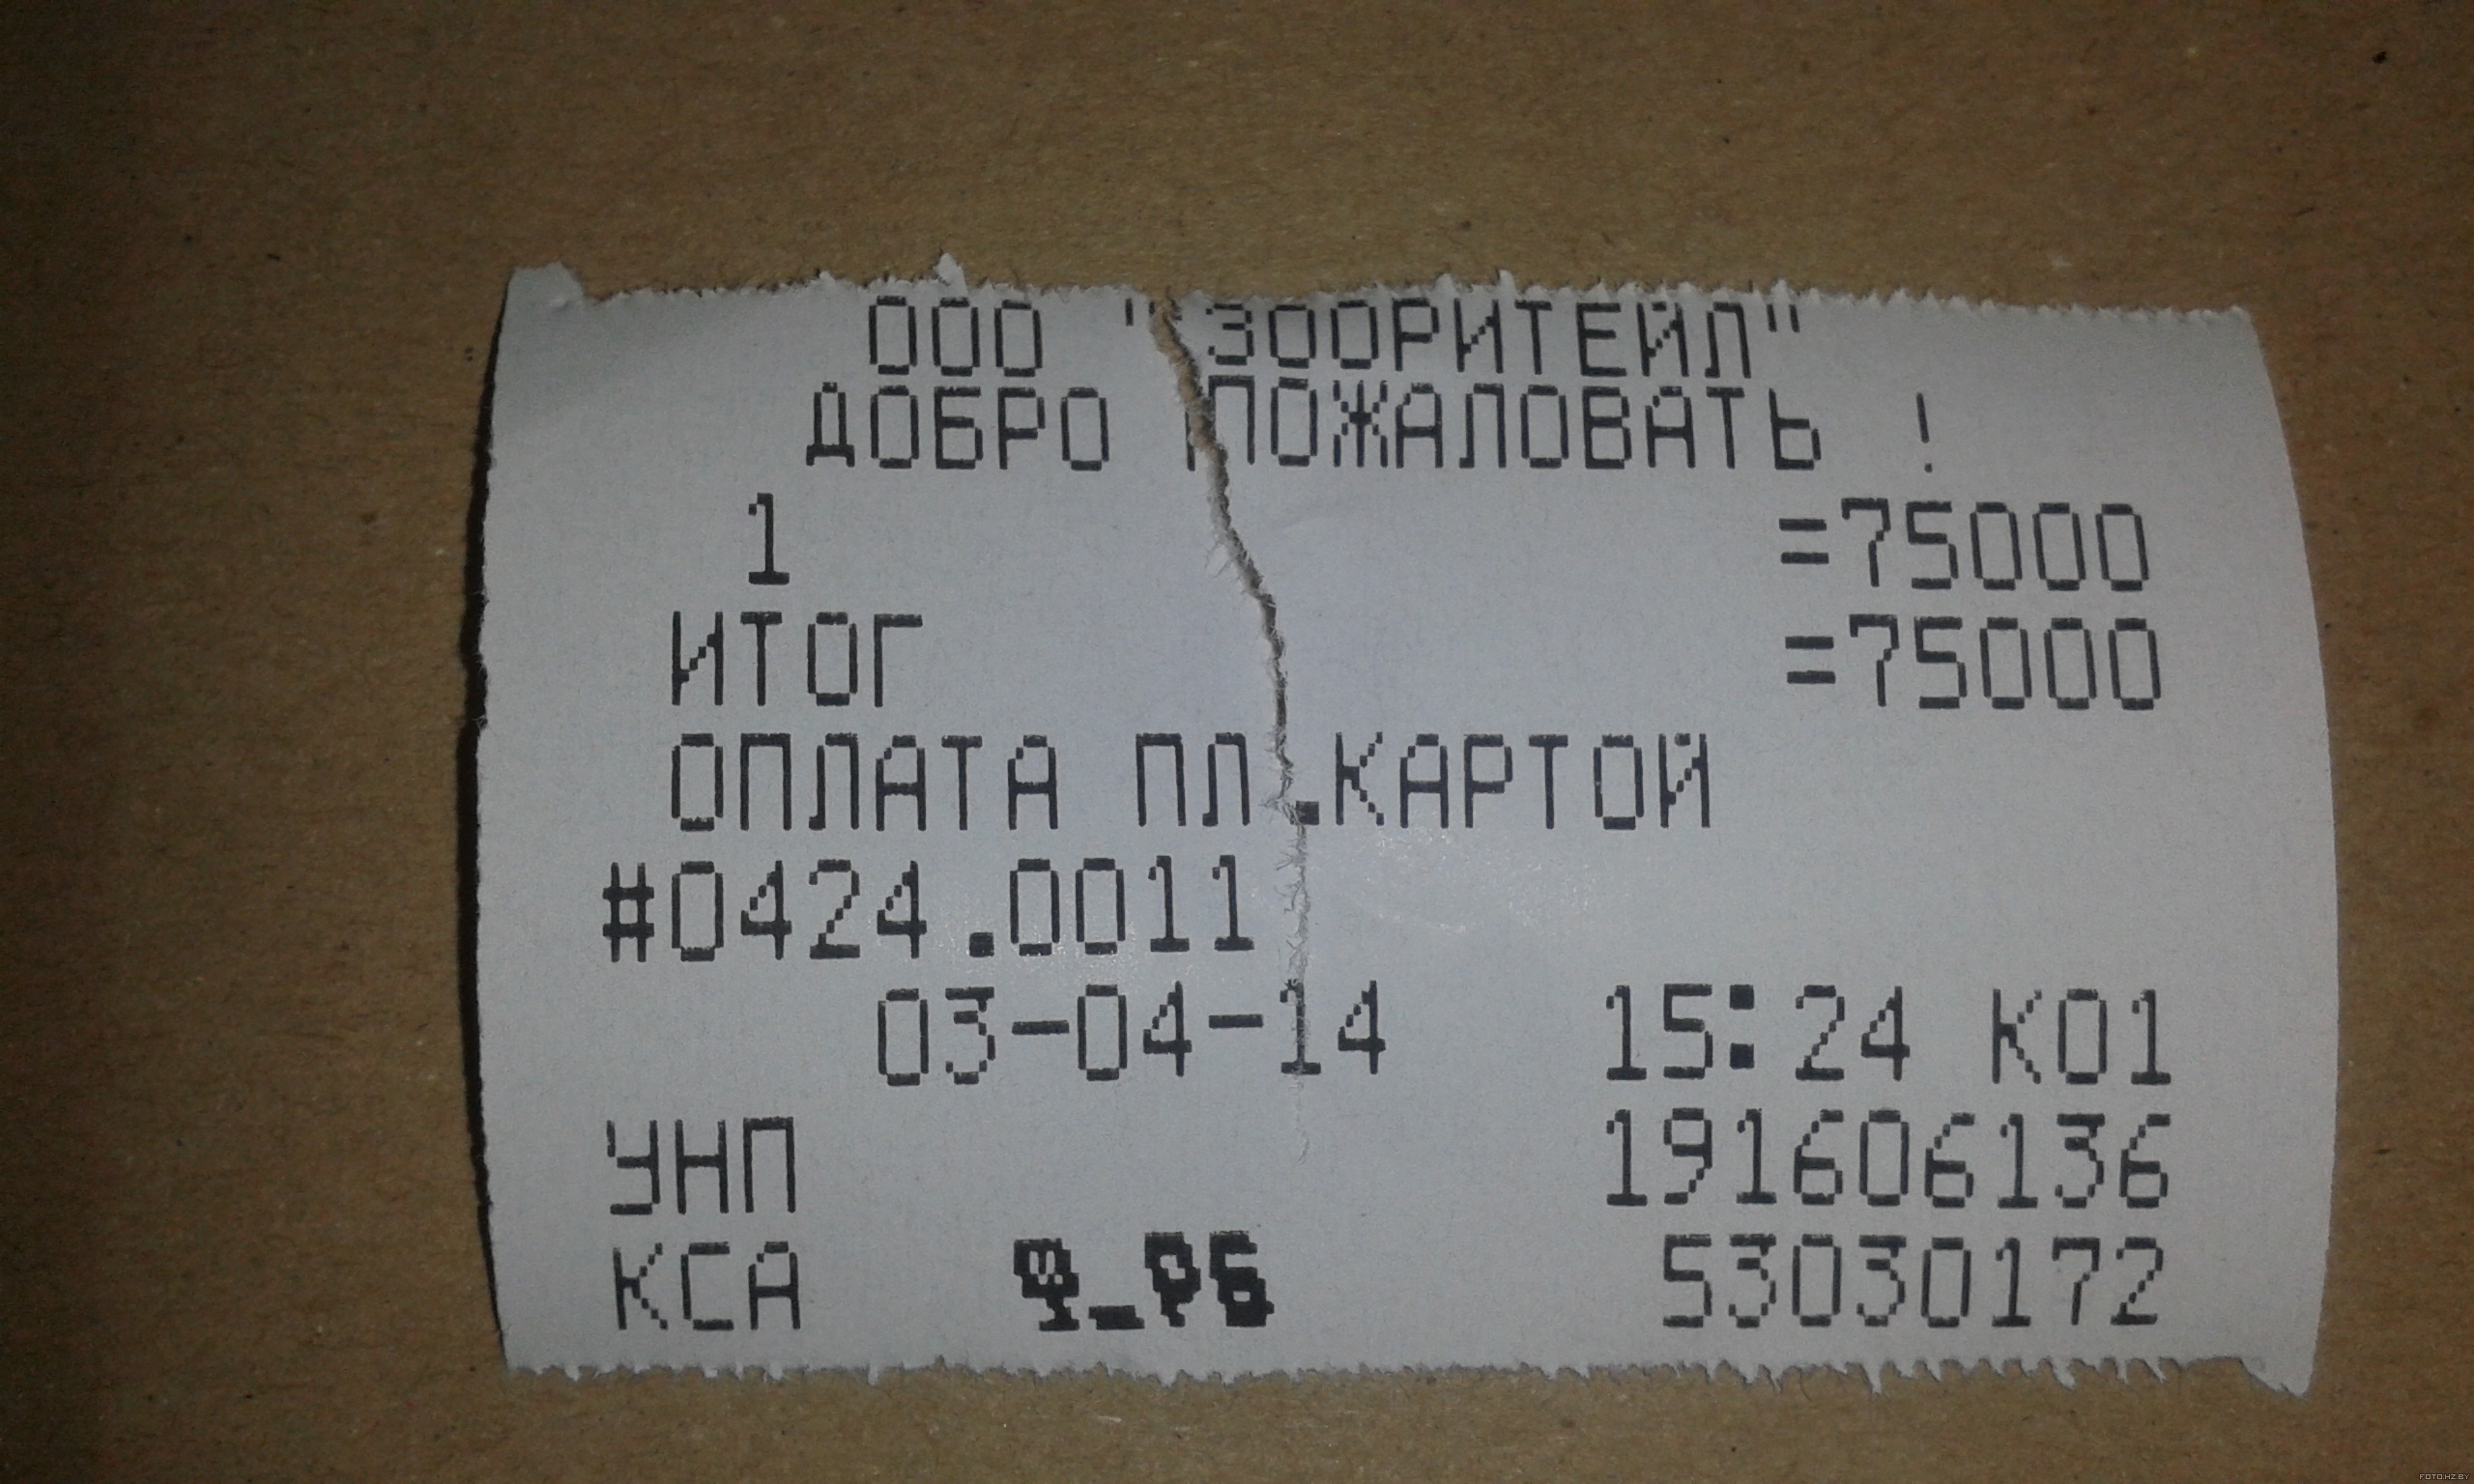 ООО "ЗООРИТЕЙЛ"
ДОБРО ПОЖАЛОВАТЬ !
1 =75000
ИТОГ =75000
ОПЛАТА ПЛ.КАРТОЙ
#0424.0011
03-04-14 15:24 К01
УНП 191606136
КСА 53030172
FOTO.HZ.BY